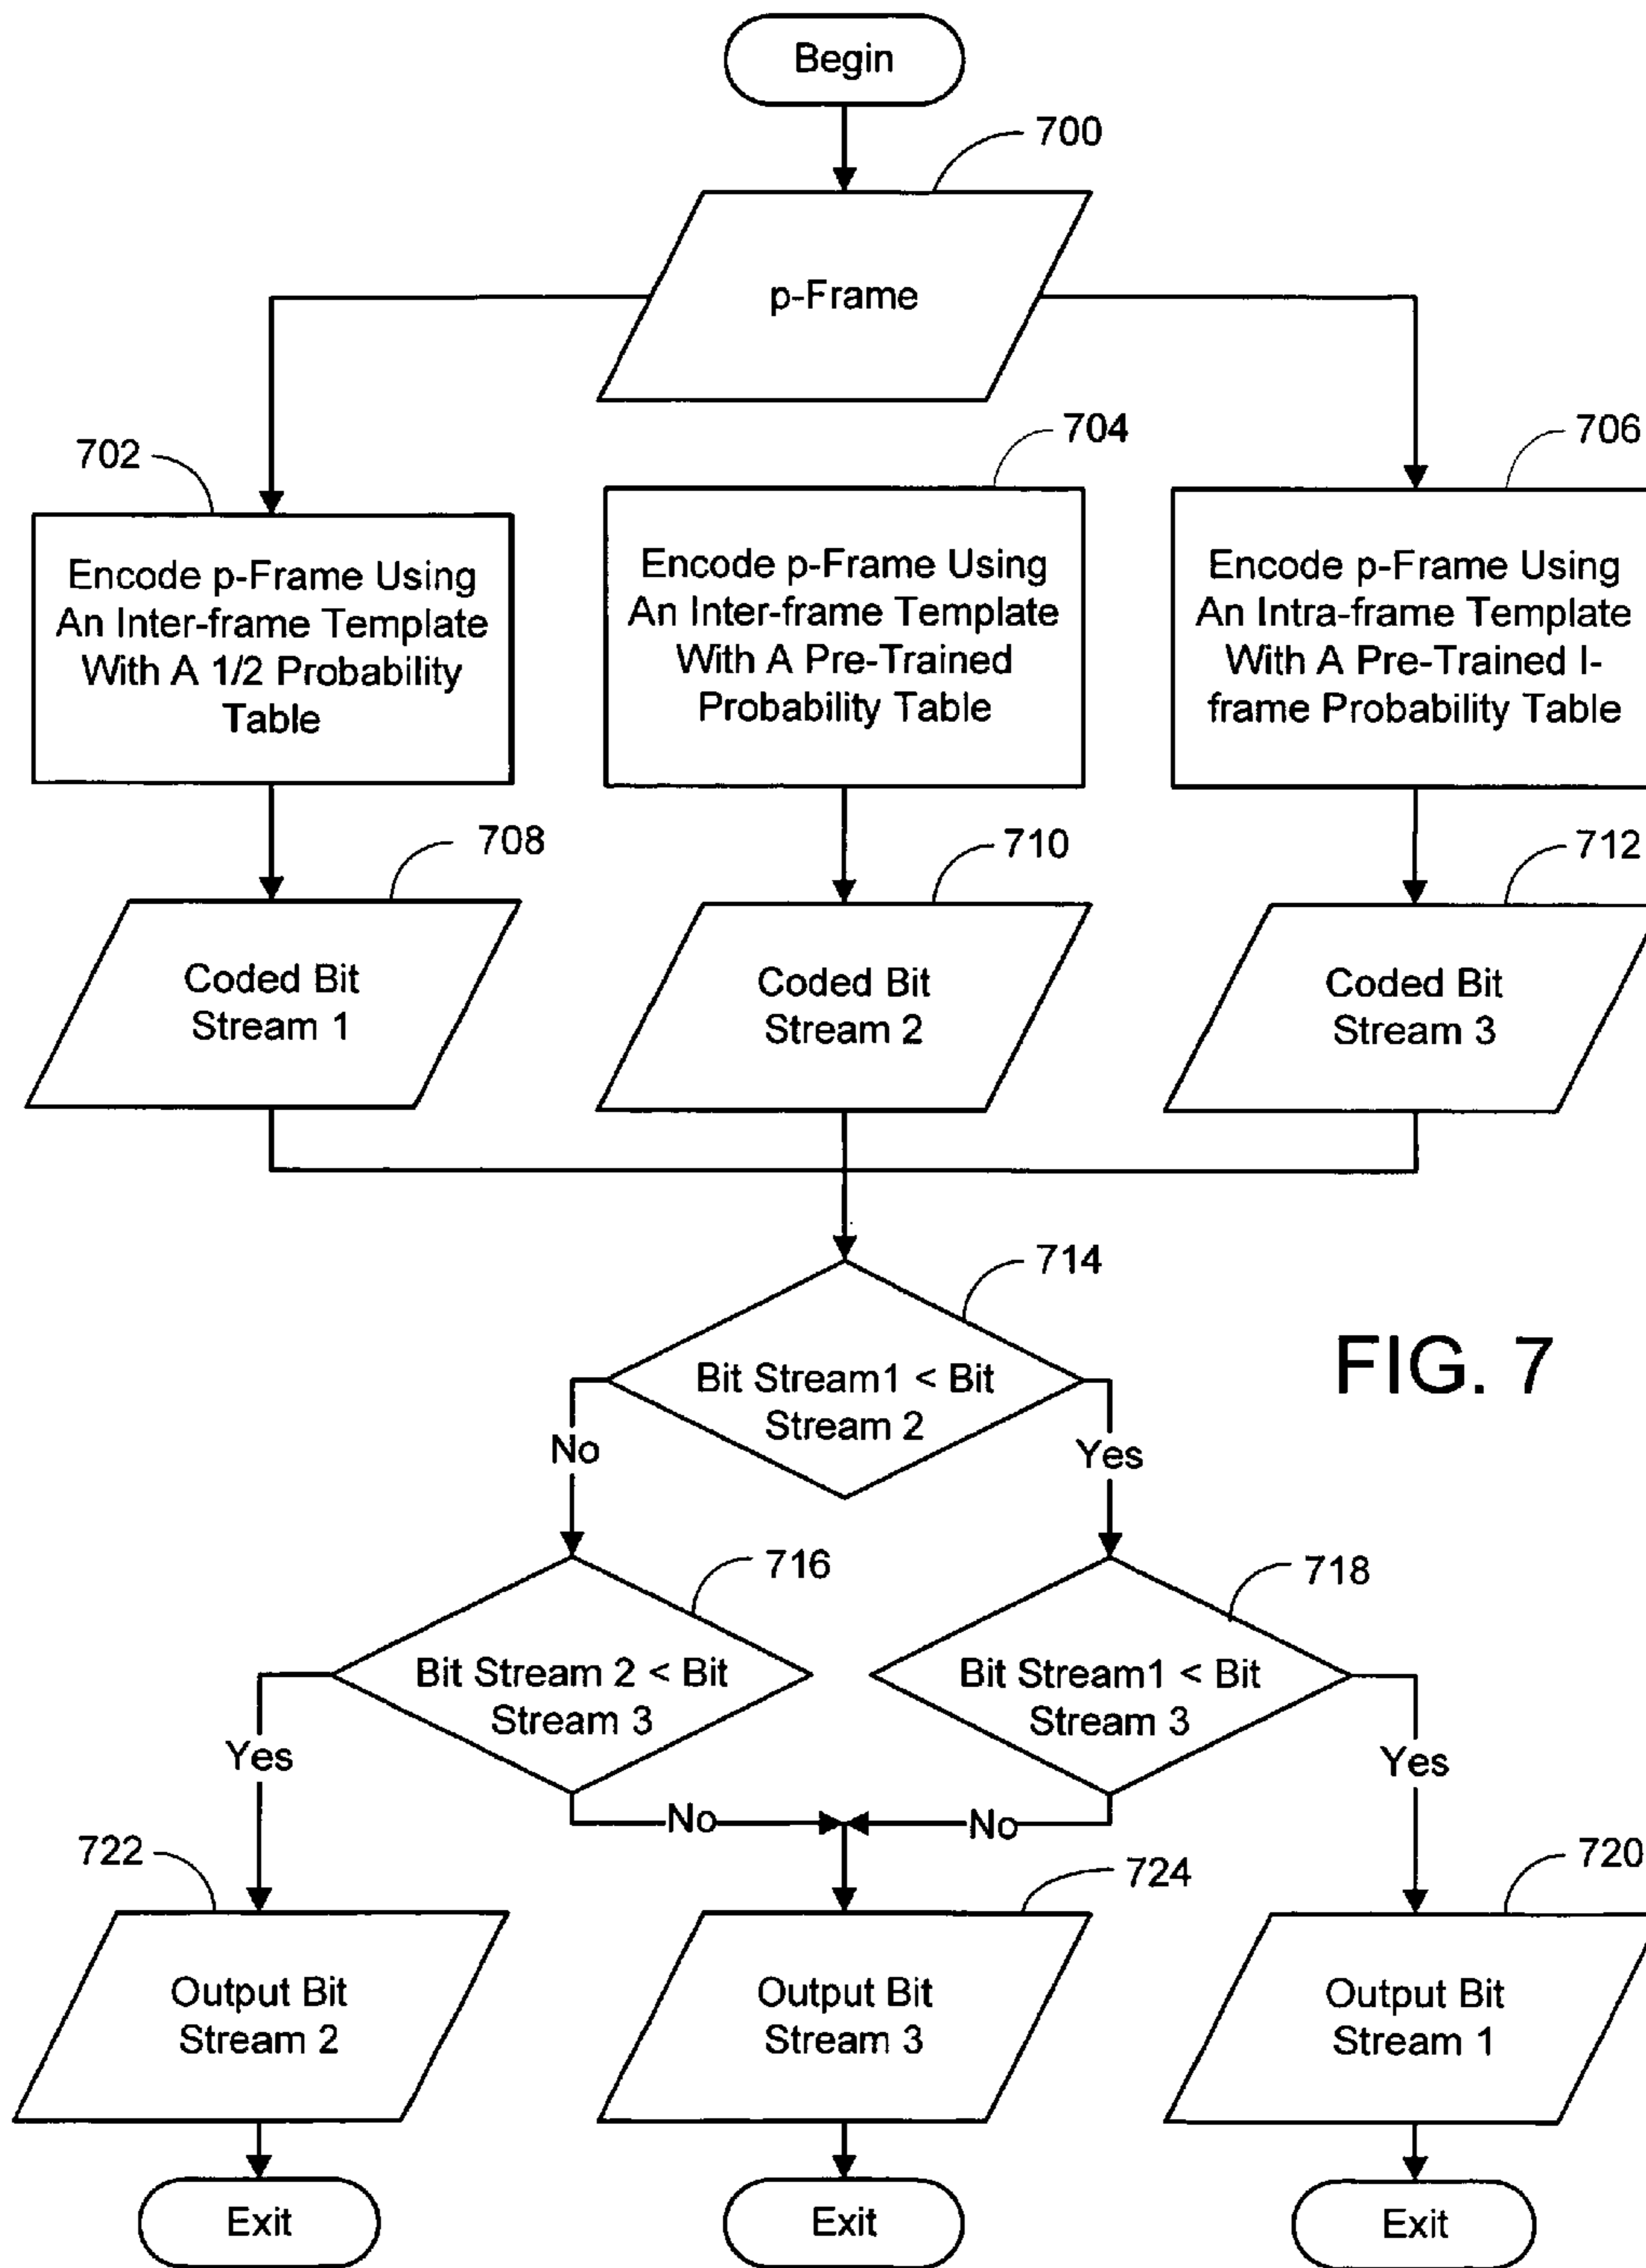 Begin
700
p-Frame
702
704
706
Encode p-Frame Using
An Inter-frame Template
With A 1/2 Probability
Table
Encode p-Frame Using
An Inter-frame Template
With A Pre-Trained
Probability Table
Encode p-Frame Using
An Intra-frame Template
With A Pre-Trained I-
frame Probability Table
708
710
712
Coded Bit
Stream 1
Coded Bit
Stream 2
Coded Bit
Stream 3
714
Bit Stream1 < Bit
Stream 2
FIG. 7
No
Yes
716
718
Bit Stream 2 < Bit
Stream 3
Bit Stream1 < Bit
Stream 3
Yes
No
No
Yes
722
724
720
Output Bit
Stream 2
Output Bit
Stream 3
Output Bit
Stream 1
Exit
Exit
Exit